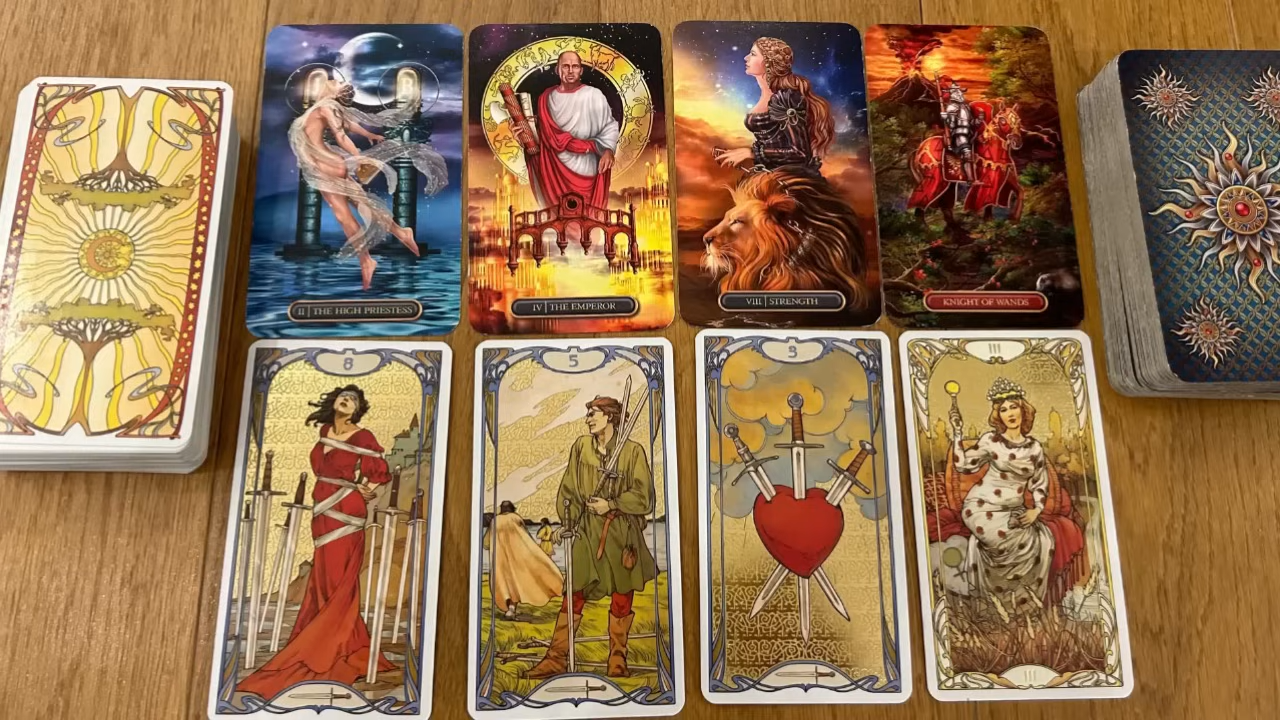 II | THE HIGH PRIESTESS
IV | THE EMPEROR
VIII | STRENGTH
KNIGHT OF WANDS
8
5
3
III
III